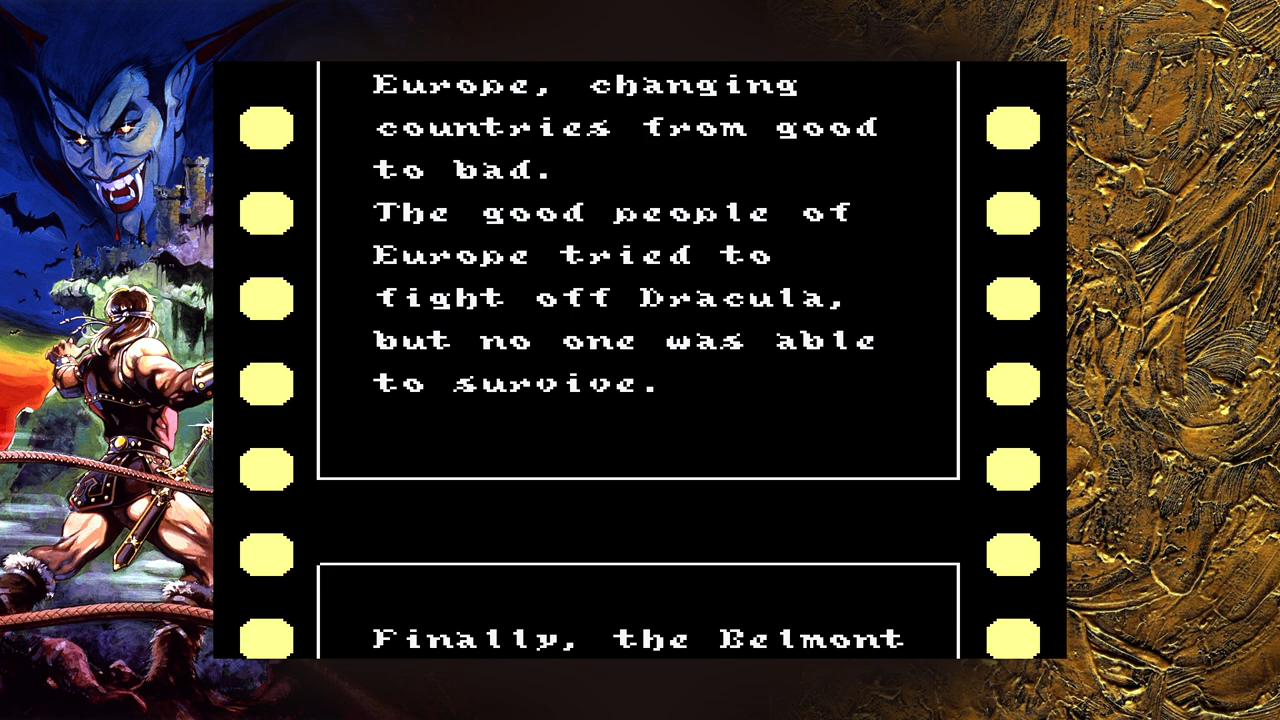 Europe, changing
countries from good
to bad.
The good people of
Europe tried to
fight off Dracula,
but no one was able
to survive.
Finally, the Belmont